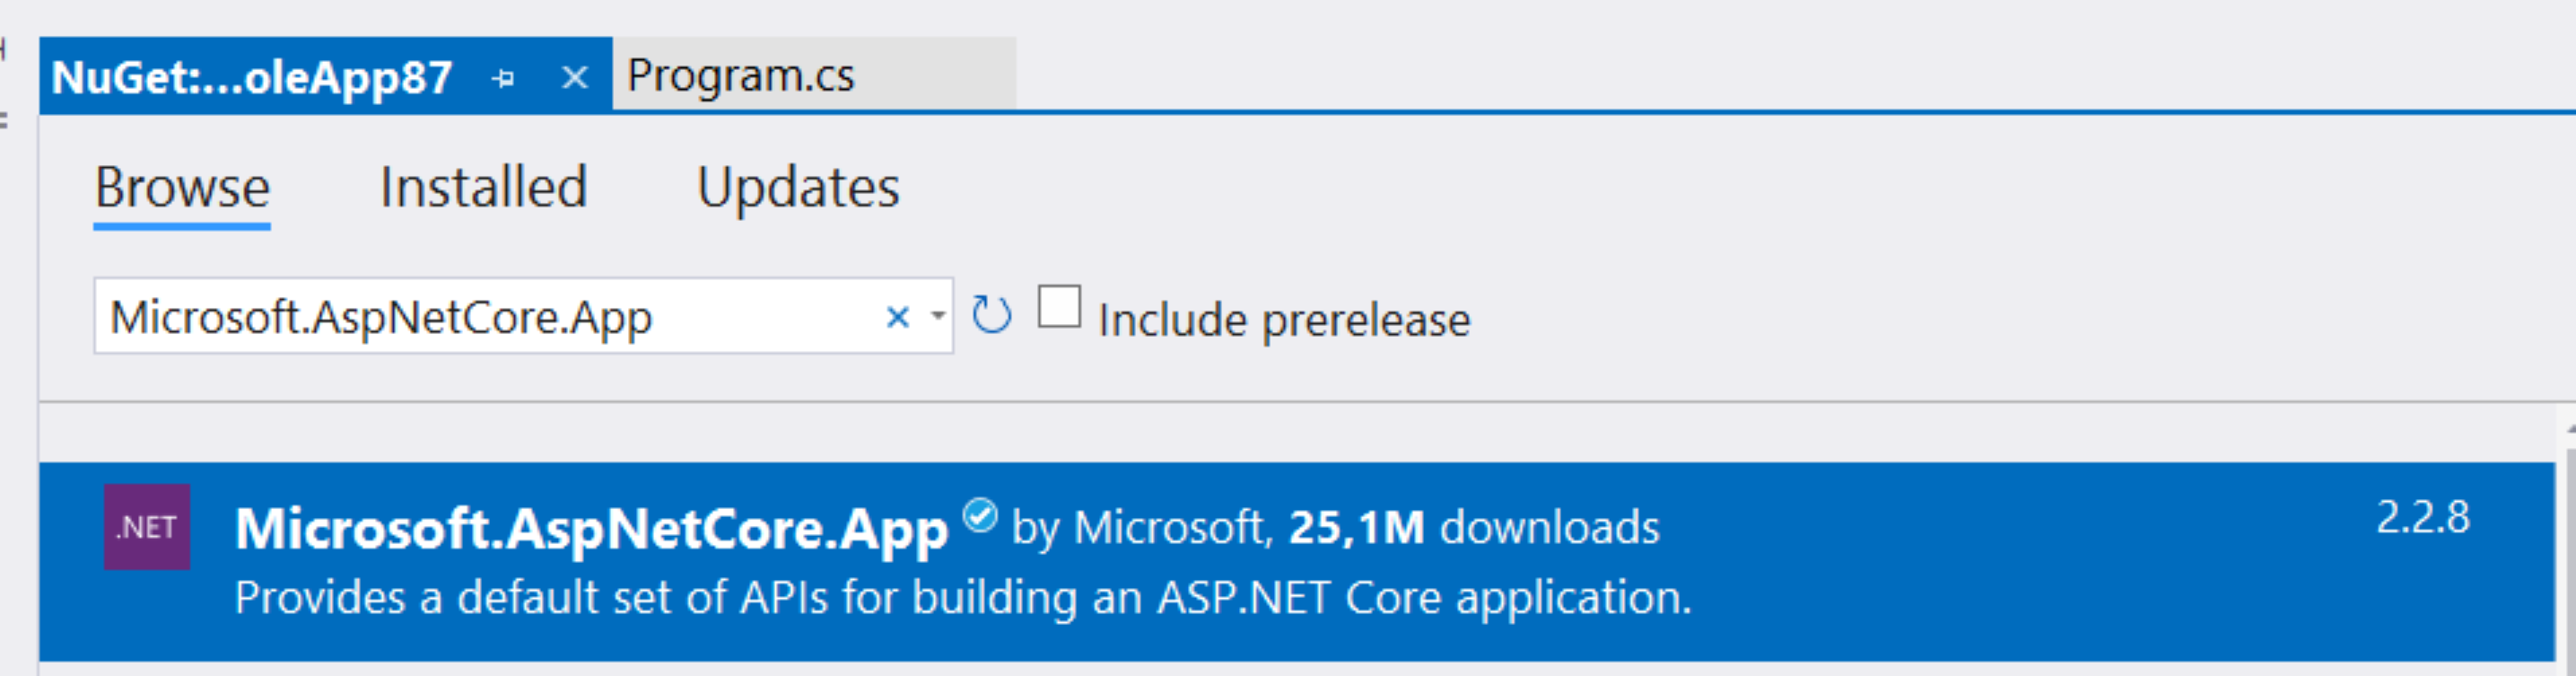 NuGet:...oleApp87 Program.cs
Browse Installed Updates
Microsoft.AspNetCore.App Include prerelease
.NET Microsoft.AspNetCore.App by Microsoft, 25,1M downloads 2.2.8
Provides a default set of APIs for building an ASP.NET Core application.